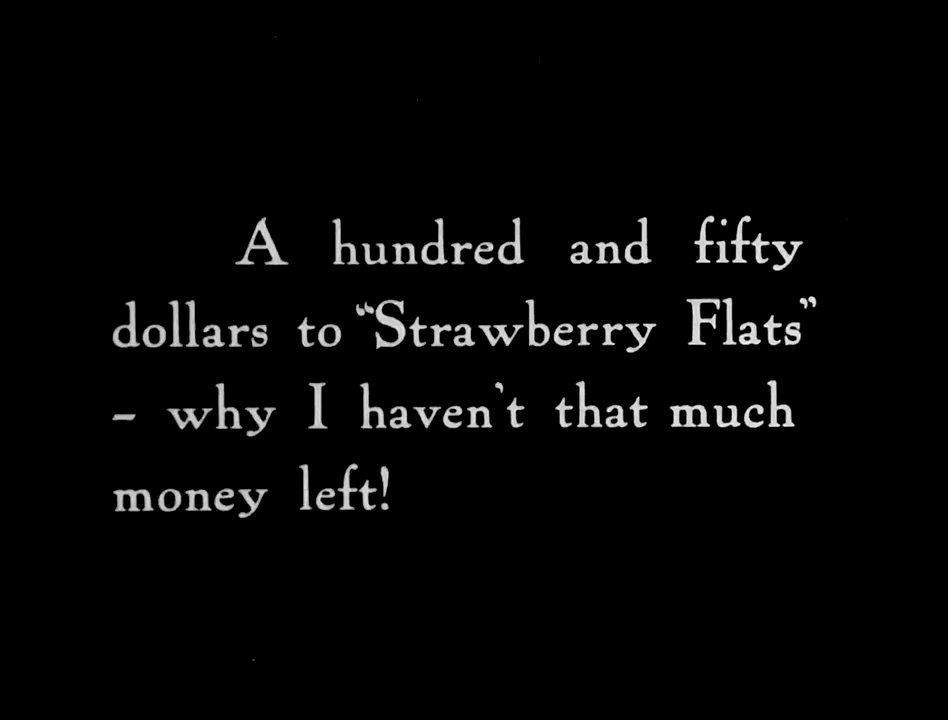 A hundred and fifty
dollars to “Strawberry Flats”
– why I haven't that much
money left!